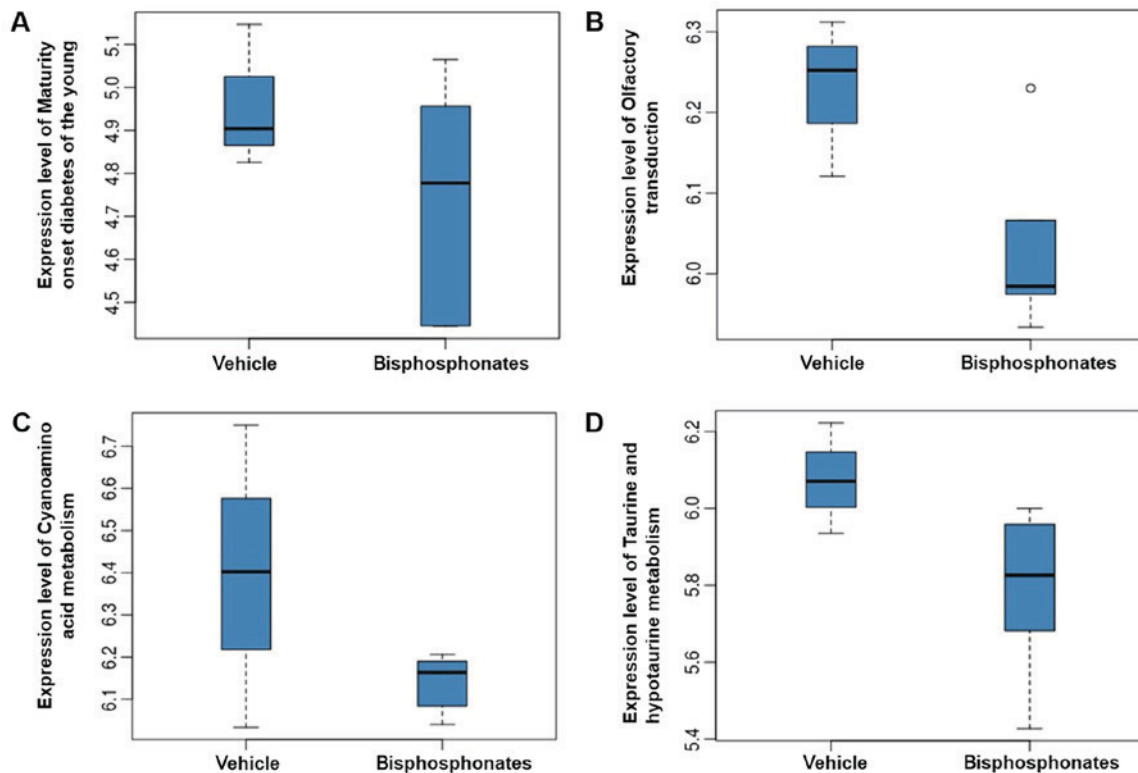 A
Expression level of Maturity
onset diabetes of the young
5.1
5.0
4.9
4.8
4.7
4.6
4.5
Vehicle
Bisphosphonates
B
Expression level of Olfactory
transduction
6.3
6.2
6.1
6.0
Vehicle
Bisphosphonates
C
Expression level of Cyanoamino
acid metabolism
6.7
6.6
6.5
6.4
6.3
6.2
6.1
Vehicle
Bisphosphonates
D
Expression level of Taurine and
hypotaurine metabolism
6.2
6.0
5.8
5.6
5.4
Vehicle
Bisphosphonates